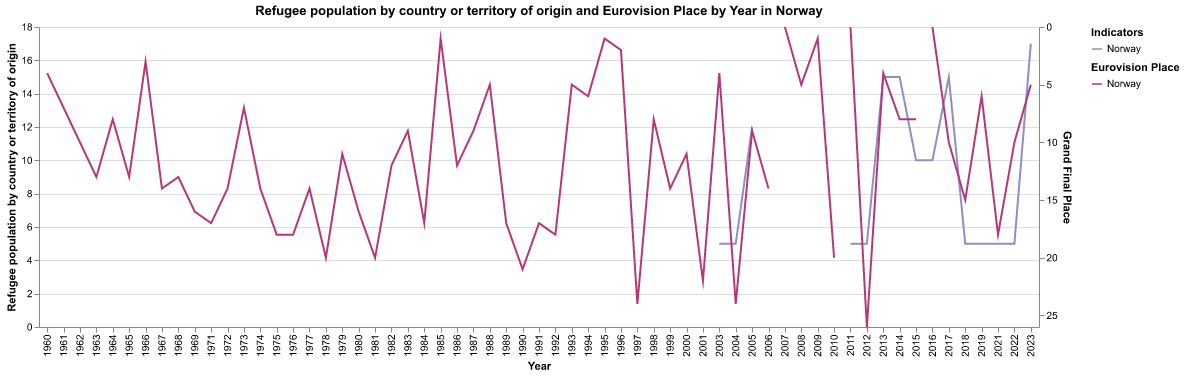 Refugee population by country or territory of origin and Eurovision Place by Year in Norway
Refugee population by country or territory of origin
18
16
14
12
10
8
6
4
2
0
0
5
10
15
20
25
Grand Final Place
1960 1961 1962 1963 1964 1965 1966 1967 1968 1969 1971 1972 1973 1974 1975 1976 1977 1978 1979 1980 1981 1982 1983 1984 1985 1986 1987 1988 1989 1990 1991 1992 1993 1994 1995 1996 1997 1998 1999 2000 2001 2003 2004 2005 2006 2007 2008 2009 2010 2011 2012 2013 2014 2015 2016 2017 2018 2019 2021 2022 2023
Year
Indicators
Norway
Eurovision Place
Norway